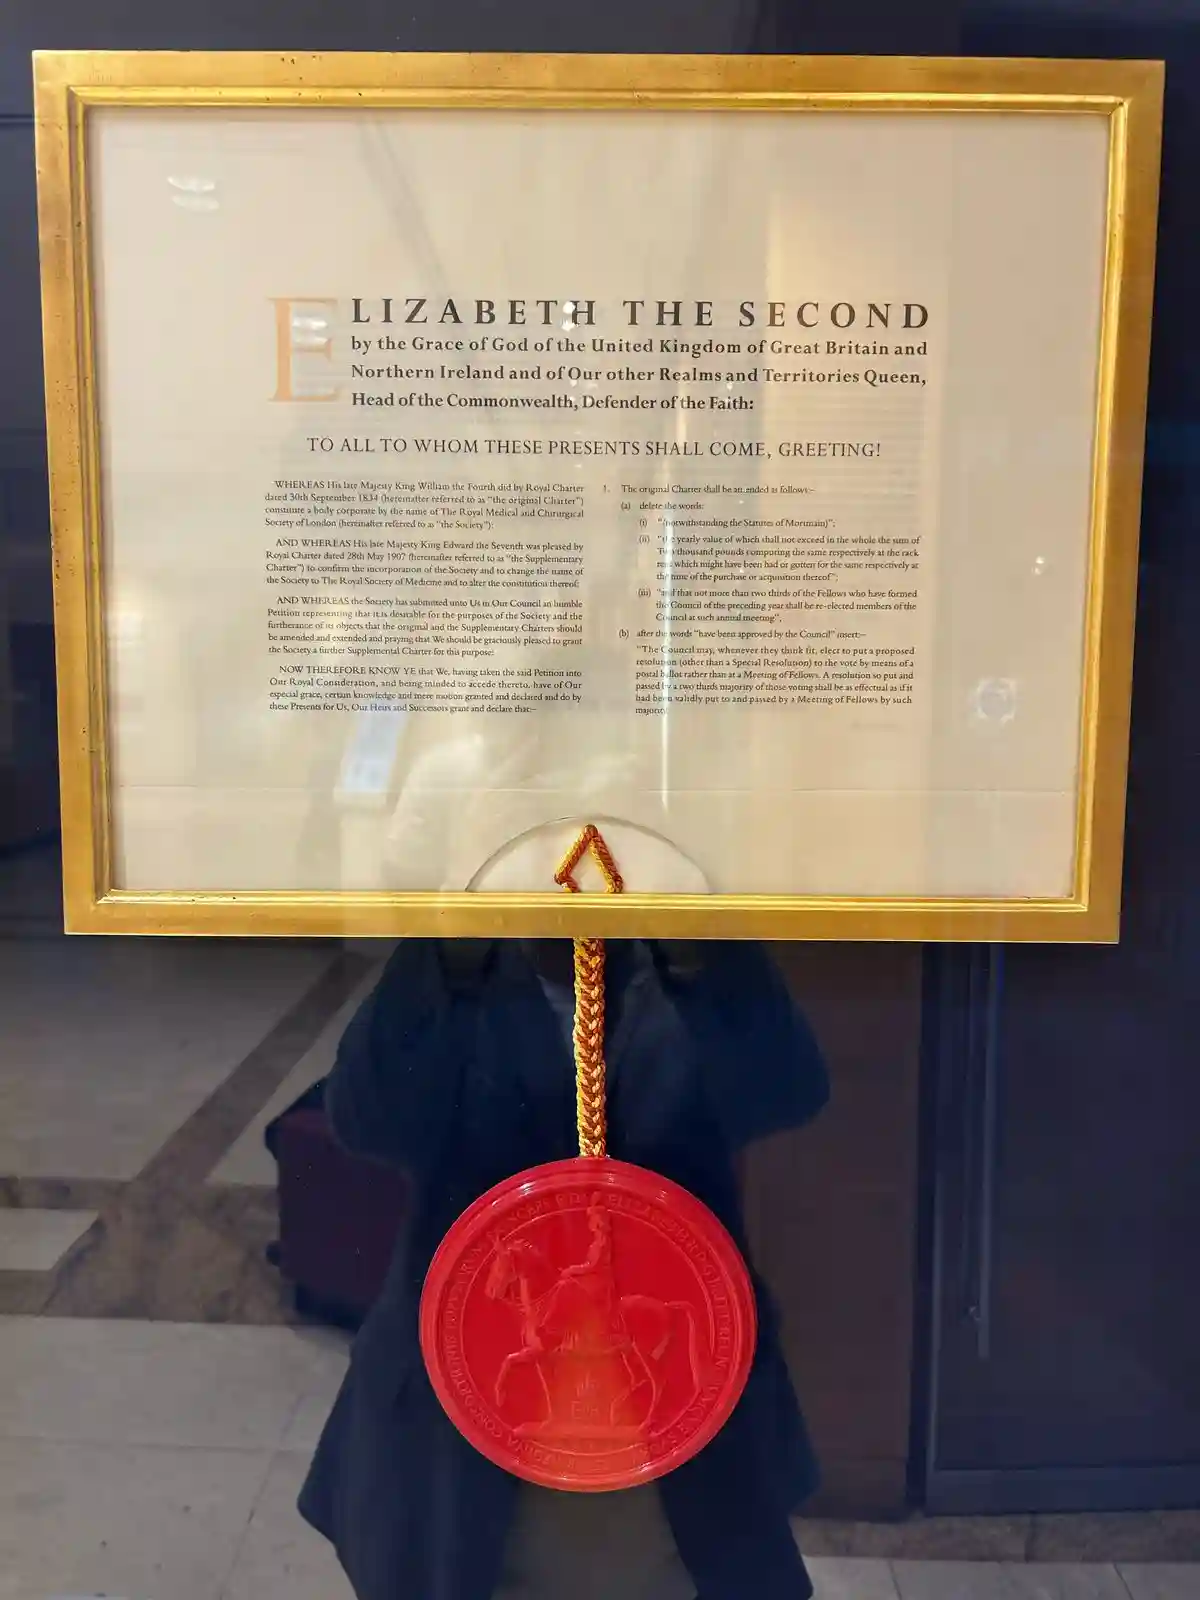 ELIZABETH THE SECOND
by the Grace of God of the United Kingdom of Great Britain and
Northern Ireland and of Our other Realms and Territories Queen,
Head of the Commonwealth, Defender of the Faith:
TO ALL TO WHOM THESE PRESENTS SHALL COME, GREETING!
WHEREAS His late Majesty King William the Fourth did by Royal Charter
dated 30th September 1834 (hereinafter referred to as "the original Charter")
constitute a body corporate by the name of The Royal Medical and Chirurgical
Society of London (hereinafter referred to as "the Society"):
AND WHEREAS His late Majesty King Edward the Seventh was pleased by
Royal Charter dated 28th May 1907 (hereinafter referred to as "the Supplementary
Charter") to confirm the incorporation of the Society and to change the name of
the Society to The Royal Society of Medicine and to alter the constitution thereof:
AND WHEREAS the Society has submitted unto Us in Our Council an humble
Petition representing that it is desirable for the purposes of the Society and the
furtherance of its objects that the original and the Supplementary Charters should
be amended and extended and praying that We should be graciously pleased to grant
the Society a further Supplemental Charter for this purpose:
NOW THEREFORE KNOW YE that We, having taken the said Petition into
Our Royal Consideration, and being minded to accede thereto, have of Our
especial grace, certain knowledge and mere motion granted and declared and do by
these Presents for Us, Our Heirs and Successors grant and declare that:–
1. The original Charter shall be amended as follows:–
(a) delete the words:
(i) "(notwithstanding the Statutes of Mortmain)";
(ii) "the yearly value of which shall not exceed in the whole the sum of
Two thousand pounds computing the same respectively at the rack
rent which might have been had or gotten for the same respectively at
the time of the purchase or acquisition thereof";
(iii) "and that not more than two thirds of the Fellows who have formed
the Council of the preceding year shall be re-elected members of the
Council at such annual meeting".
(b) after the words "have been approved by the Council" insert:–
"The Council may, whenever they think fit, elect to put a proposed
resolution (other than a Special Resolution) to the vote by means of a
postal ballot rather than at a Meeting of Fellows. A resolution so put and
passed by a two thirds majority of those voting shall be as effectual as if it
had been validly put to and passed by a Meeting of Fellows by such
majority.